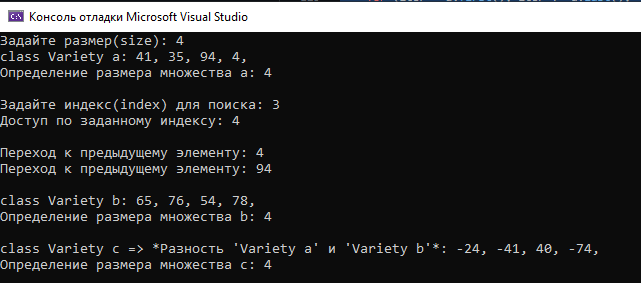 Консоль отладки Microsoft Visual Studio
Задайте размер(size): 4
class Variety a: 41, 35, 94, 4,
Определение размера множества a: 4
Задайте индекс(index) для поиска: 3
Доступ по заданному индексу: 4
Переход к предыдущему элементу: 4
Переход к предыдущему элементу: 94
class Variety b: 65, 76, 54, 78,
Определение размера множества b: 4
class Variety c => *Разность 'Variety a' и 'Variety b'*: -24, -41, 40, -74,
Определение размера множества c: 4